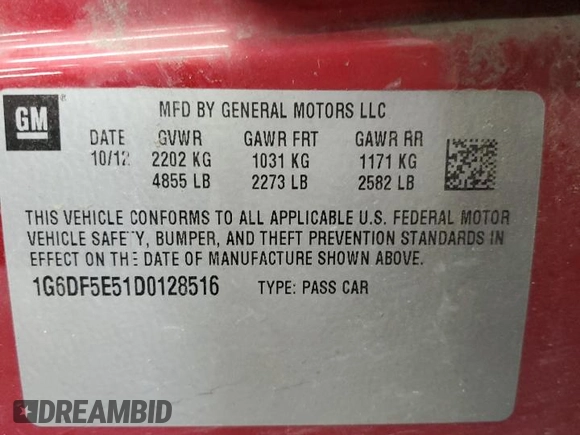 GM
MFD BY GENERAL MOTORS LLC
DATE GVWR GAWR FRT GAWR RR
10/12 2202 KG 1031 KG 1171 KG
4855 LB 2273 LB 2582 LB
THIS VEHICLE CONFORMS TO ALL APPLICABLE U.S. FEDERAL MOTOR
VEHICLE SAFETY, BUMPER, AND THEFT PREVENTION STANDARDS IN
EFFECT ON THE DATE OF MANUFACTURE SHOWN ABOVE.
1G6DF5E51D0128516 TYPE: PASS CAR
DREAMBID